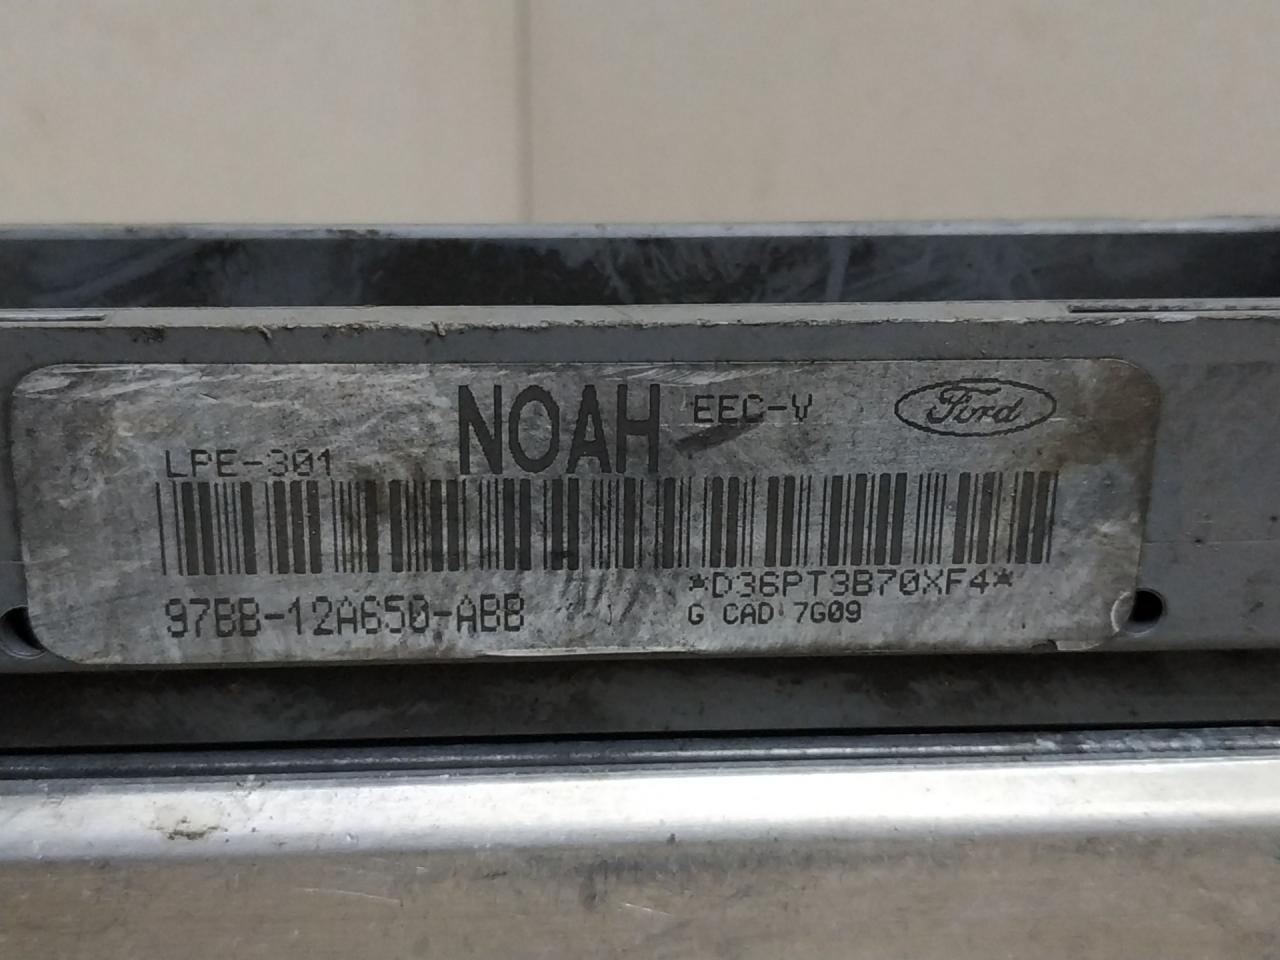 NOAH EEC-V Ford
LPE-301
*D36PT3B70XF4*
97BB-12A650-ABB G CAD 7G09